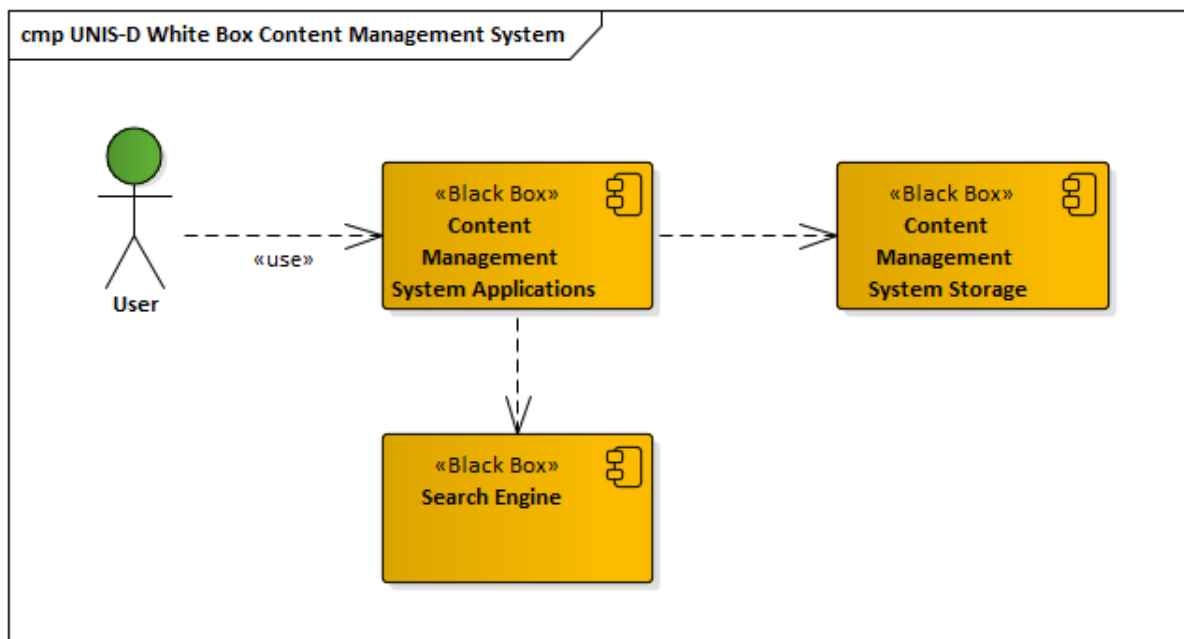 cmp UNIS-D White Box Content Management System
«Black Box»
Content
Management
System Applications
«Black Box»
Content
Management
System Storage
«use»
User
«Black Box»
Search Engine